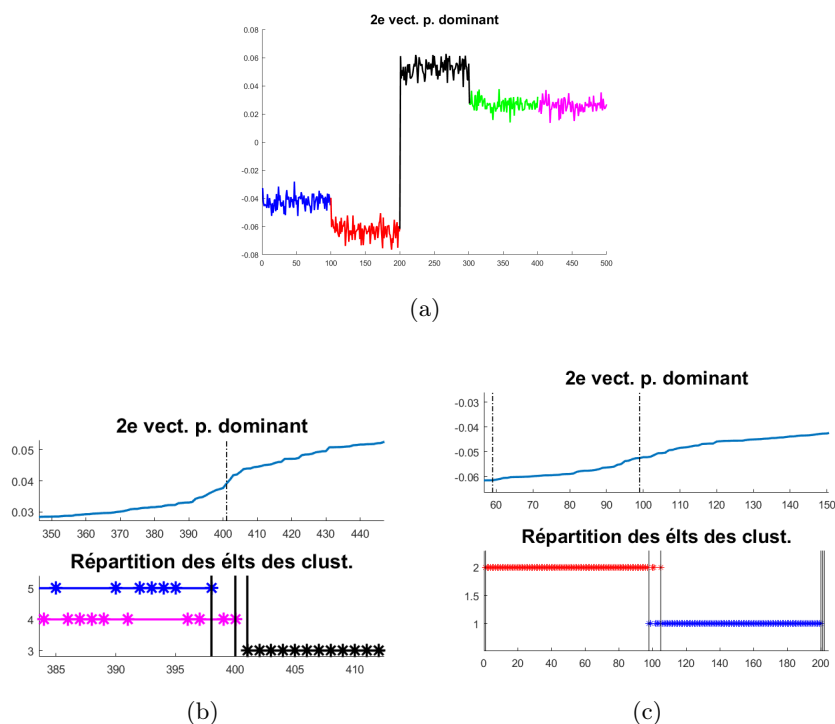 2e vect. p. dominant
0.08
0.06
0.04
0.02
0
-0.02
-0.04
-0.06
-0.08
0 50 100 150 200 250 300 350 400 450 500
(a)
2e vect. p. dominant
0.05
0.04
0.03
350 360 370 380 390 400 410 420 430 440
Répartition des élts des clust.
5
4
3
385 390 395 400 405 410
(b)
2e vect. p. dominant
-0.03
-0.04
-0.05
-0.06
60 70 80 90 100 110 120 130 140 150
Répartition des élts des clust.
2
1
0 20 40 60 80 100 120 140 160 180 200
(c)